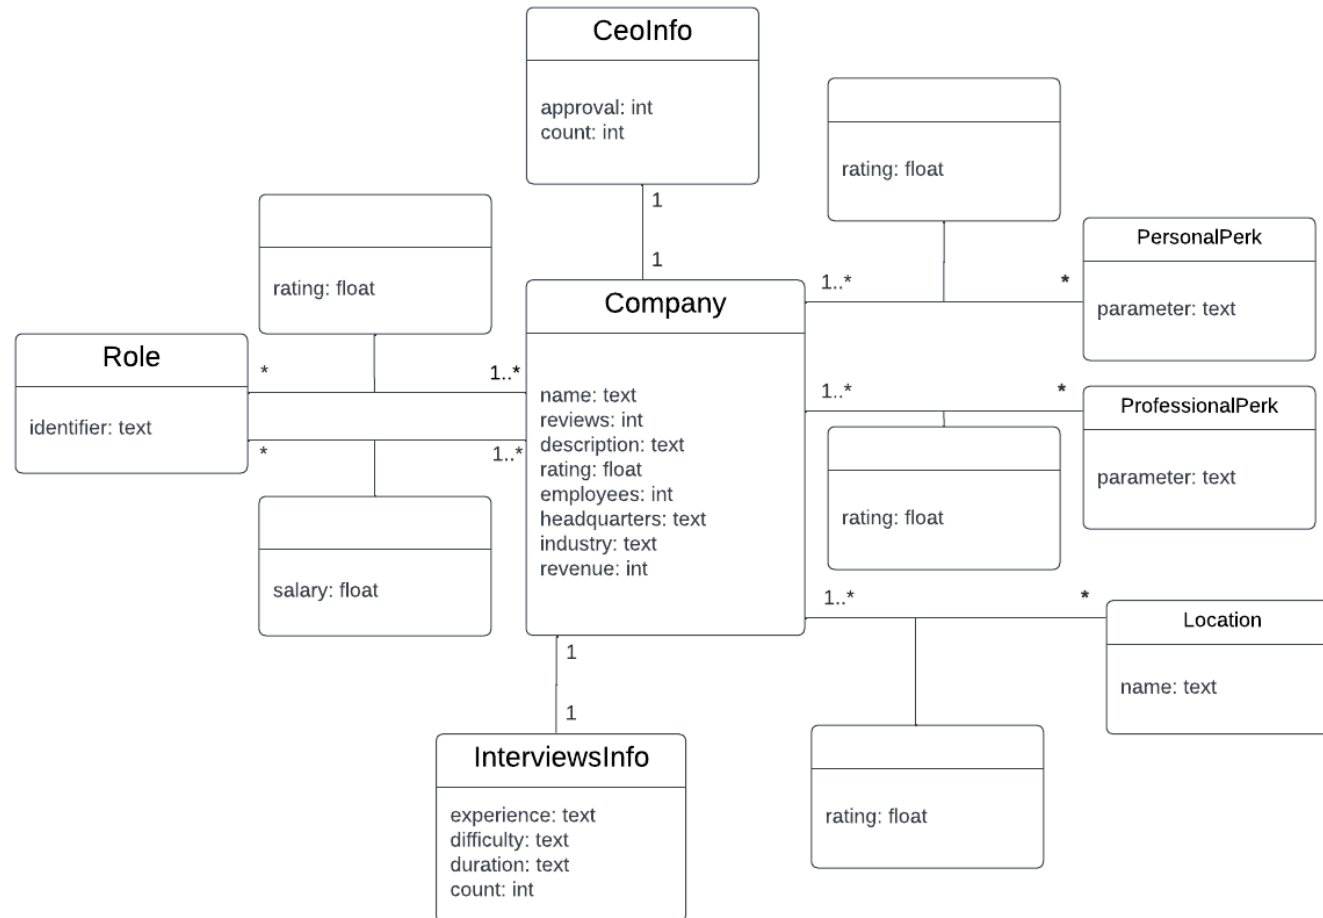 CeoInfo
approval: int
count: int
1
1
rating: float
PersonalPerk
parameter: text
1..*
*
rating: float
Role
identifier: text
*
1..*
*
1..*
salary: float
Company
name: text
reviews: int
description: text
rating: float
employees: int
headquarters: text
industry: text
revenue: int
1..*
*
ProfessionalPerk
parameter: text
rating: float
1..*
*
Location
name: text
rating: float
1
1
InterviewsInfo
experience: text
difficulty: text
duration: text
count: int